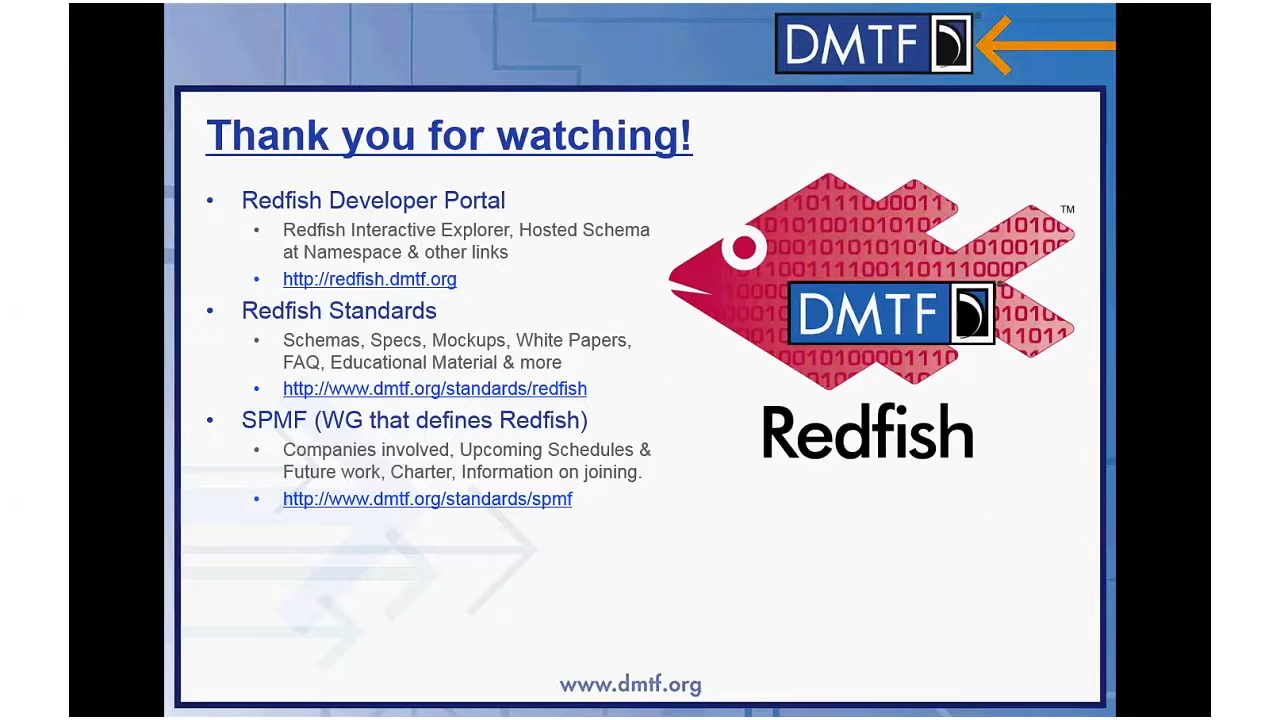 DMTF
Thank you for watching!
• Redfish Developer Portal
• Redfish Interactive Explorer, Hosted Schema
at Namespace & other links
• http://redfish.dmtf.org
• Redfish Standards
• Schemas, Specs, Mockups, White Papers,
FAQ, Educational Material & more
• http://www.dmtf.org/standards/redfish
• SPMF (WG that defines Redfish)
• Companies involved, Upcoming Schedules &
Future work, Charter, Information on joining.
• http://www.dmtf.org/standards/spmf
TM
DMTF
Redfish
www.dmtf.org